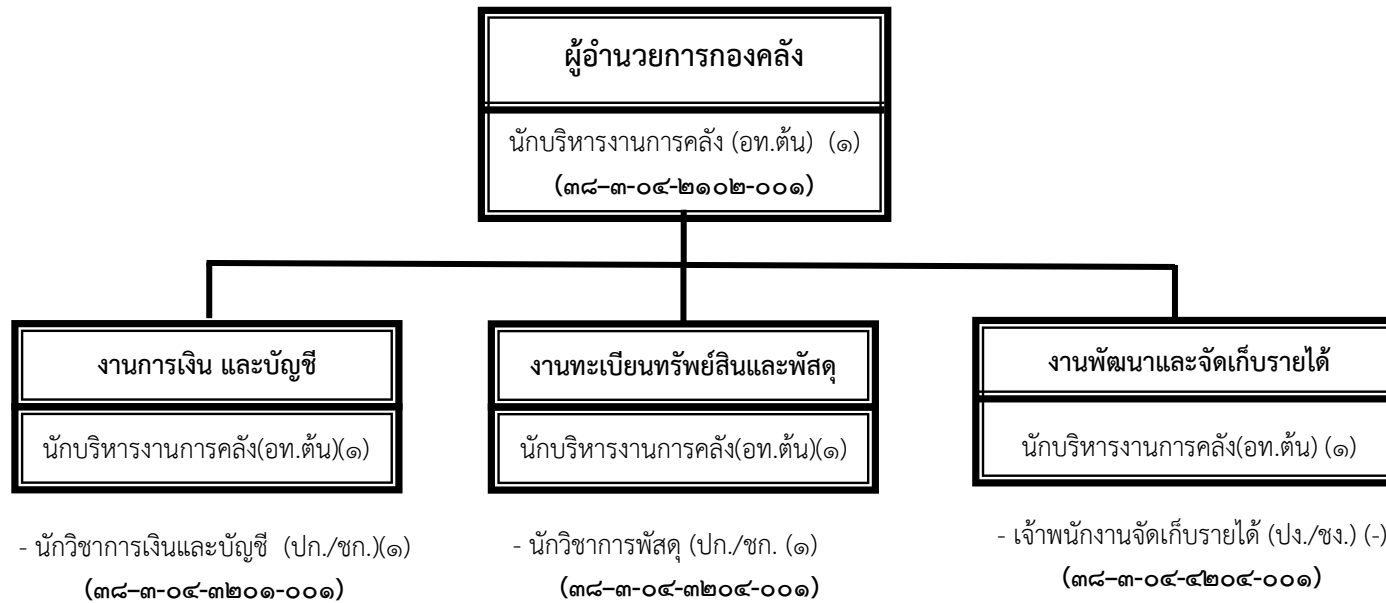 ผู้อำนวยการกองคลัง
นักบริหารงานการคลัง (อท.ต้น) (๑)
(๓๘–๓-๐๔-๒๑๐๒-๐๐๑)
งานการเงิน และบัญชี
นักบริหารงานการคลัง(อท.ต้น)(๑)
- นักวิชาการเงินและบัญชี (ปก./ชก.)(๑)
(๓๘–๓-๐๔-๓๒๐๑-๐๐๑)
งานทะเบียนทรัพย์สินและพัสดุ
นักบริหารงานการคลัง(อท.ต้น)(๑)
- นักวิชาการพัสดุ (ปก./ชก. (๑)
(๓๘–๓-๐๔-๓๒๐๔-๐๐๑)
งานพัฒนาและจัดเก็บรายได้
นักบริหารงานการคลัง(อท.ต้น) (๑)
- เจ้าพนักงานจัดเก็บรายได้ (ปง./ชง.) (-)
(๓๘–๓-๐๔-๔๒๐๔-๐๐๑)